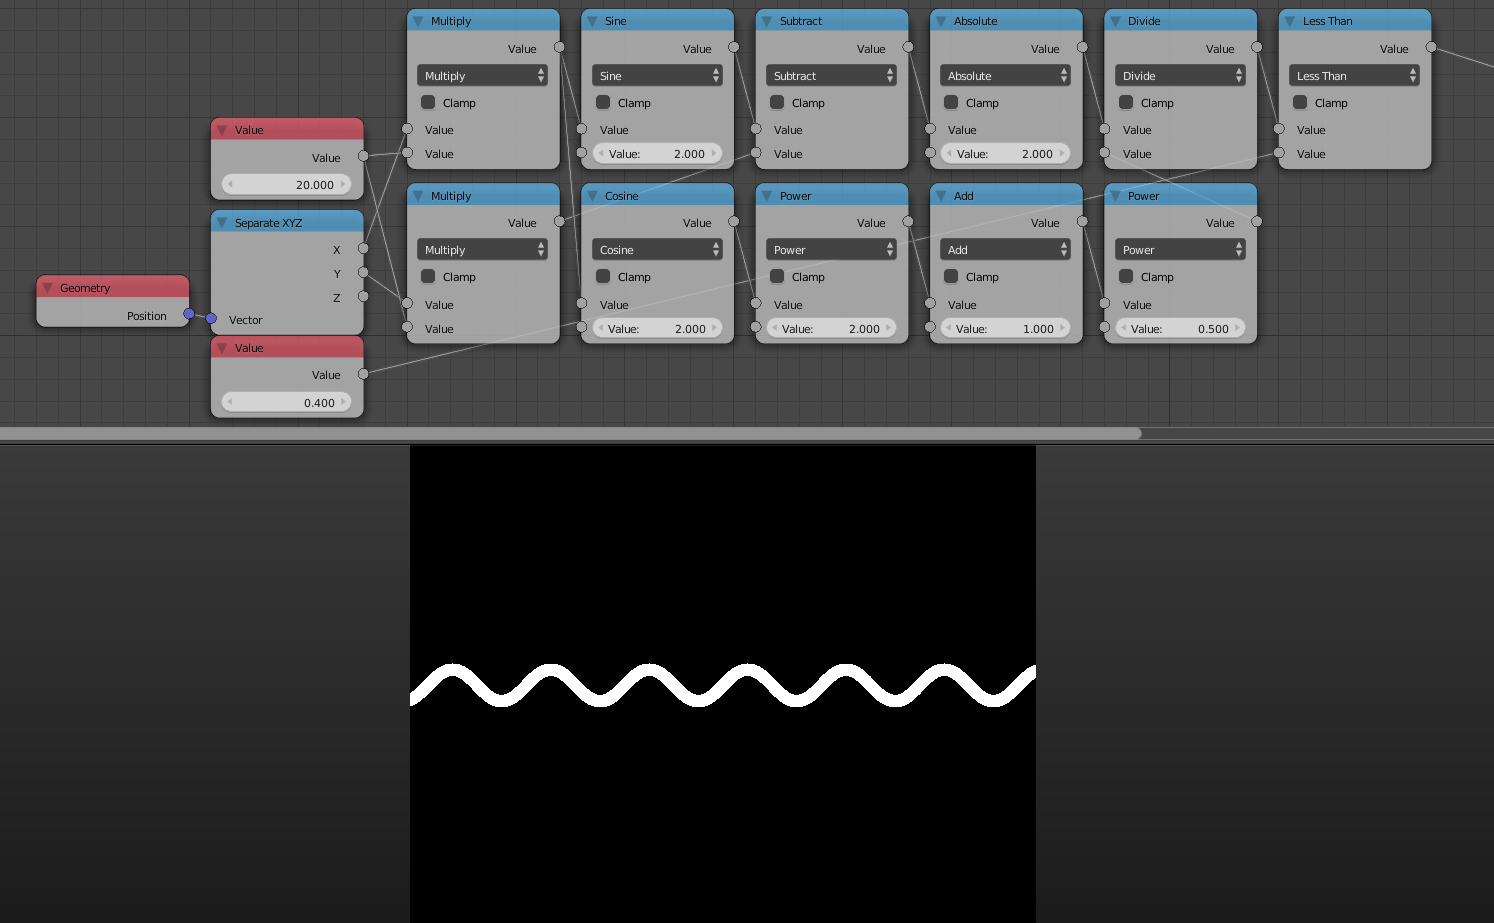 Multiply
Value
Multiply
Clamp
Value
Value
Sine
Value
Sine
Clamp
Value
Value: 2.000
Subtract
Value
Subtract
Clamp
Value
Value
Absolute
Value
Absolute
Clamp
Value
Value: 2.000
Divide
Value
Divide
Clamp
Value
Value
Less Than
Value
Less Than
Clamp
Value
Value
Value
Value
20.000
Separate XYZ
X
Y
Z
Vector
Geometry
Position
Value
Value
0.400
Multiply
Value
Multiply
Clamp
Value
Value
Cosine
Value
Cosine
Clamp
Value
Value: 2.000
Power
Value
Power
Clamp
Value
Value: 2.000
Add
Value
Add
Clamp
Value
Value: 1.000
Power
Value
Power
Clamp
Value
Value: 0.500